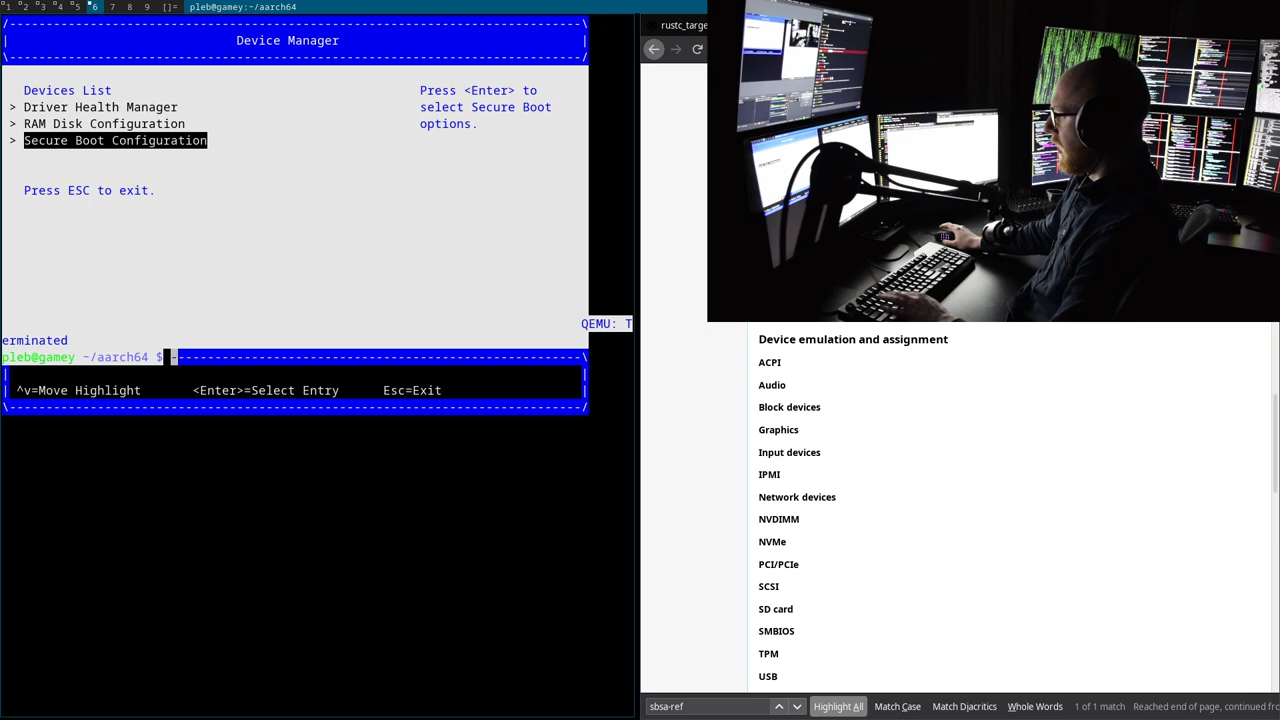 1 2 3 4 5 6 7 8 9 []= pleb@gamey:~/aarch64
/------------------------------------------------------------------------------\
| Device Manager |
\------------------------------------------------------------------------------/
Devices List
> Driver Health Manager
> RAM Disk Configuration
> Secure Boot Configuration
Press <Enter> to
select Secure Boot
options.
Press ESC to exit.
QEMU: T
erminated
pleb@gamey ~/aarch64 $ -------------------------------------------------------\
| |
| ^v=Move Highlight <Enter>=Select Entry Esc=Exit |
\------------------------------------------------------------------------------/
rustc_targe
Device emulation and assignment
ACPI
Audio
Block devices
Graphics
Input devices
IPMI
Network devices
NVDIMM
NVMe
PCI/PCIe
SCSI
SD card
SMBIOS
TPM
USB
sbsa-ref Highlight All Match Case Match Diacritics Whole Words 1 of 1 match Reached end of page, continued fro